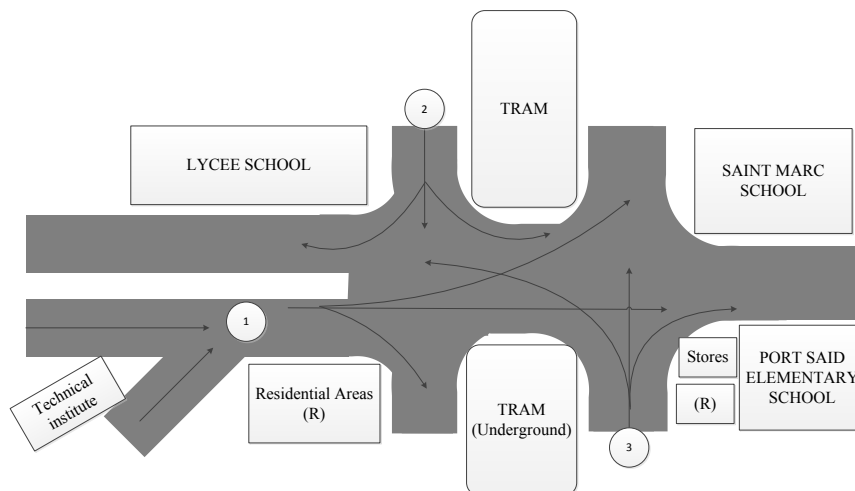 2
TRAM
LYCEE SCHOOL
SAINT MARC
SCHOOL
1
Technical
institute
Residential Areas
(R)
TRAM
(Underground)
Stores
(R)
PORT SAID
ELEMENTARY
SCHOOL
3